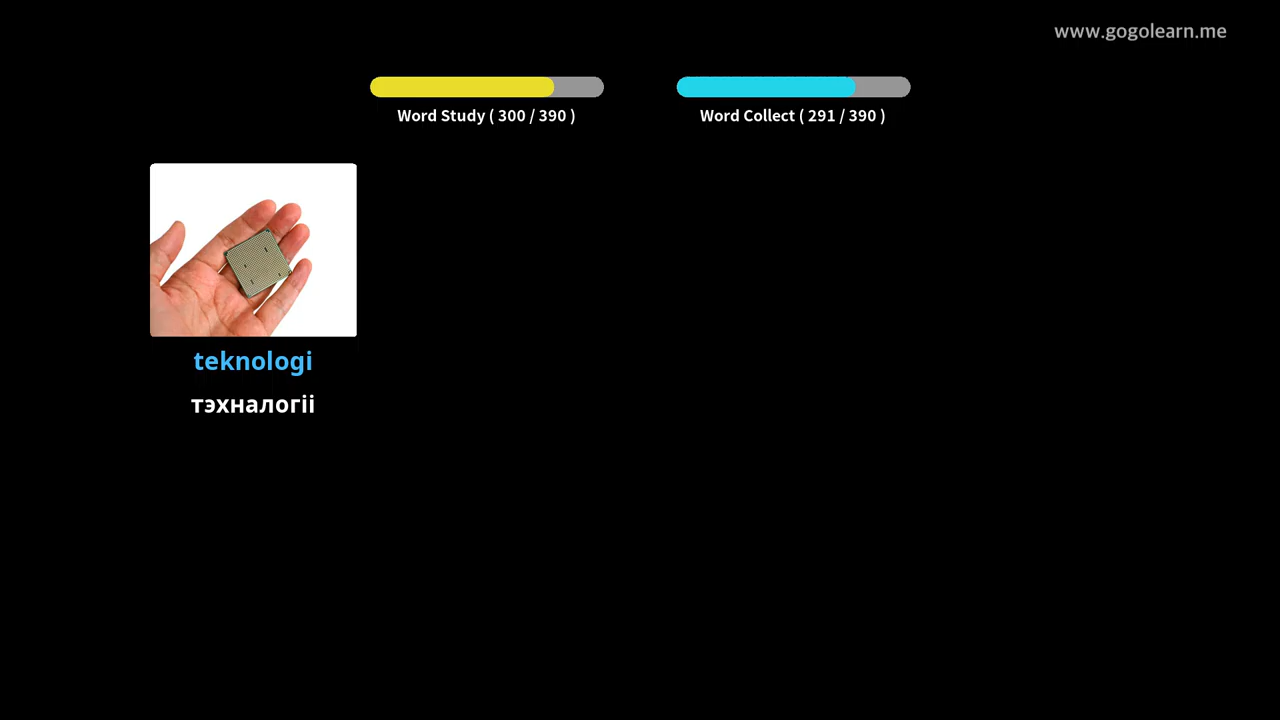 www.gogolearn.me
Word Study ( 300 / 390 )
Word Collect ( 291 / 390 )
teknologi
тэхналогіі